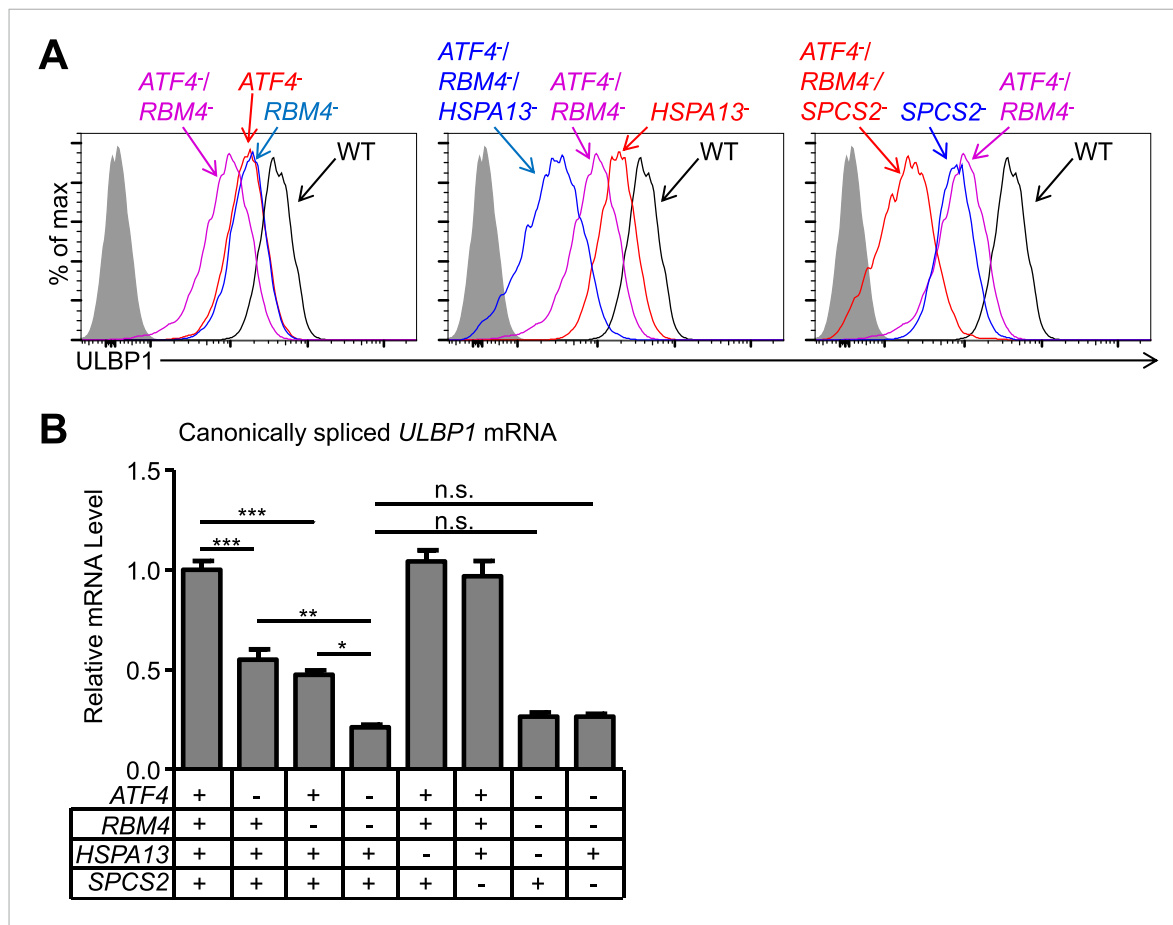 A
ATF4-/
RBM4-
ATF4-
RBM4-
WT
ATF4-/
RBM4-/
HSPA13-
ATF4-/
RBM4-
HSPA13-
WT
ATF4-/
RBM4-/
SPCS2-
SPCS2-
ATF4-/
RBM4-
WT
% of max
ULBP1
B
Canonically spliced ULBP1 mRNA
Relative mRNA Level
1.5
1.0
0.5
0.0
***
***
**
*
n.s.
n.s.
ATF4 + - + - + + - -
RBM4 + + - - + + - -
HSPA13 + + + + - + - +
SPCS2 + + + + + - + -